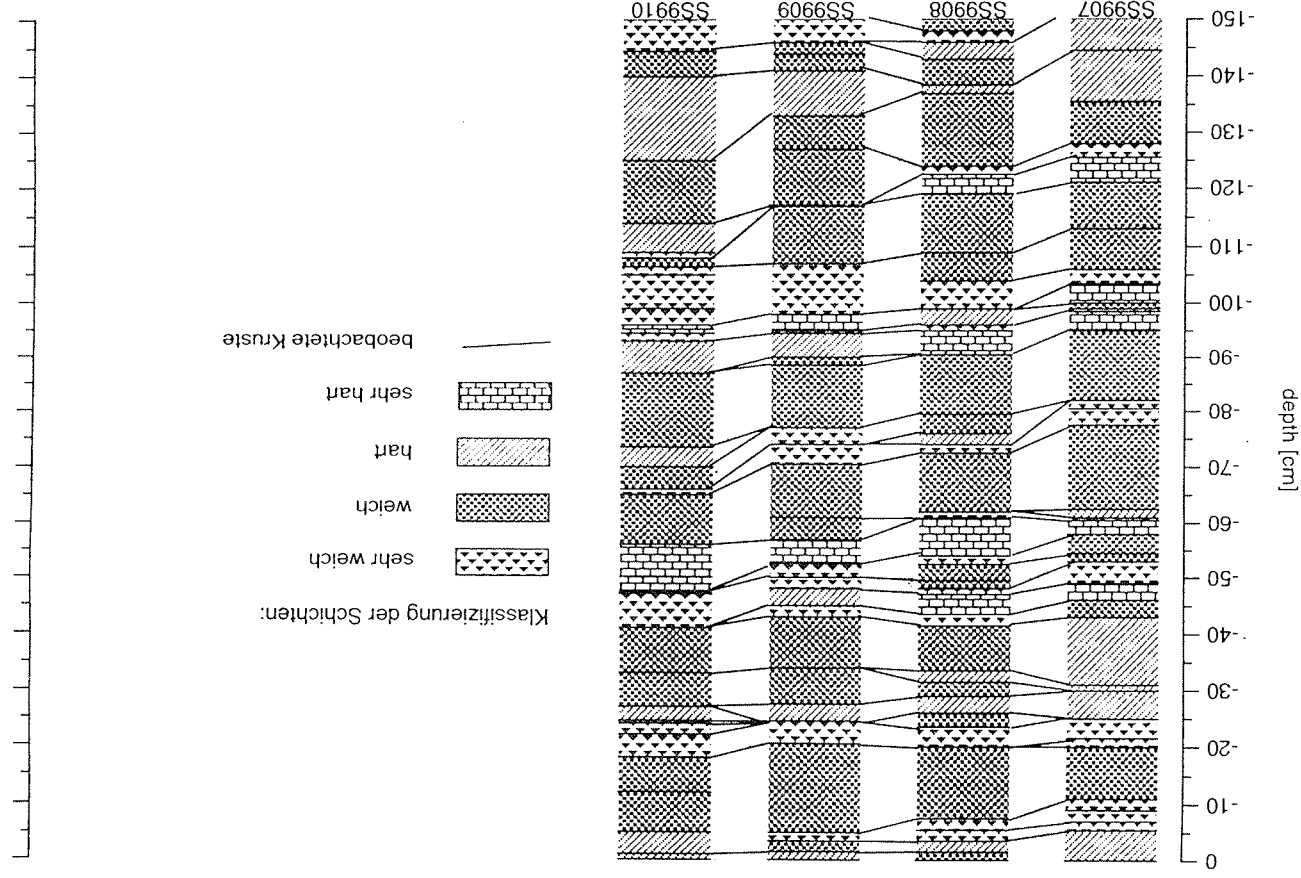 depth [cm]
0
-10
-20
-30
-40
-50
-60
-70
-80
-90
-100
-110
-120
-130
-140
-150
SS9907
SS9908
SS9909
SS9910
Klassifizierung der Schichten:
sehr weich
weich
hart
sehr hart
beobachtete Kruste